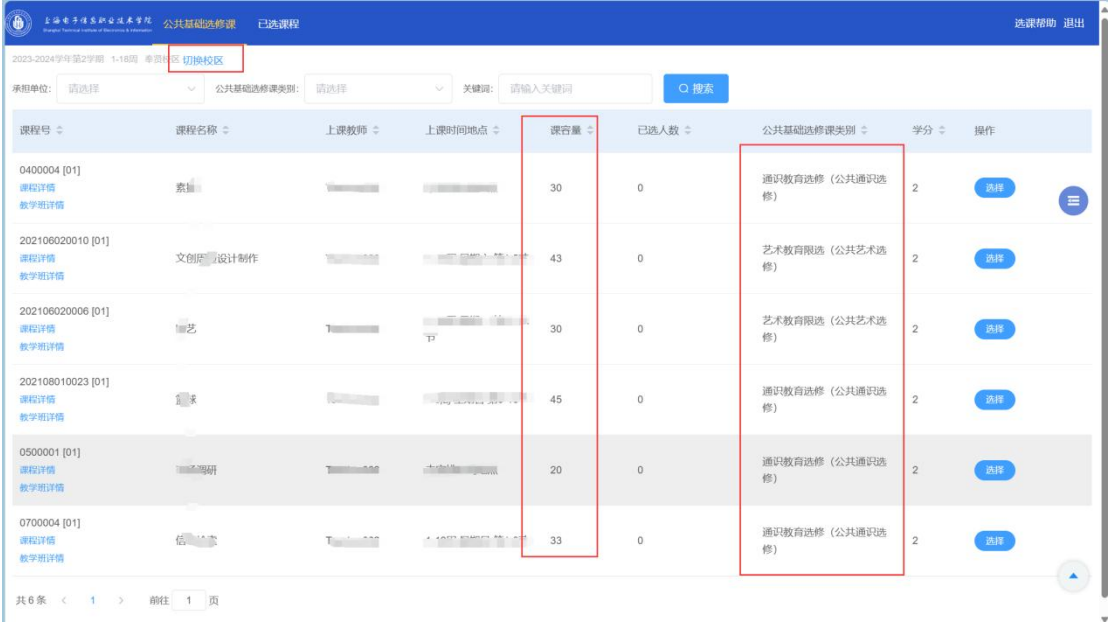 上海电子信息职业技术学院 公共基础选修课 已选课程 选课帮助 退出
Shanghai Technical Institute of Electronics & Information
2023-2024学年第2学期 1-18周 奉贤校区 切换校区
承担单位: 请选择 公共基础选修课类别: 请选择 关键词: 请输入关键词 搜索
课程号 课程名称 上课教师 上课时间地点 课容量 已选人数 公共基础选修课类别 学分 操作
0400004 [01]
课程详情
教学班详情
素 30 0 通识教育选修（公共通识选
修） 2 选择
202106020010 [01]
课程详情
教学班详情
文创 设计制作 43 0 艺术教育限选（公共艺术选
修） 2 选择
202106020006 [01]
课程详情
教学班详情
艺 节 30 0 艺术教育限选（公共艺术选
修） 2 选择
202108010023 [01]
课程详情
教学班详情
球 45 0 通识教育选修（公共通识选
修） 2 选择
0500001 [01]
课程详情
教学班详情
调研 20 0 通识教育选修（公共通识选
修） 2 选择
0700004 [01]
课程详情
教学班详情
信 33 0 通识教育选修（公共通识选
修） 2 选择
共 6 条 < 1 > 前往 1 页